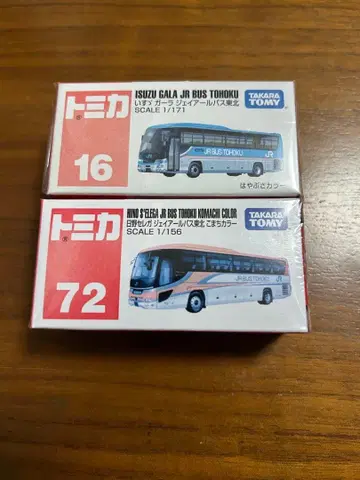 トミカ
16
ISUZU GALA JR BUS TOHOKU
いすゞ ガーラ ジェイアールバス東北
SCALE 1/171
TAKARA
TOMY
JR BUS TOHOKU
JR
はやぶさカラー
トミカ
72
HINO S'ELEGA JR BUS TOHOKU KOMACHI COLOR
日野セレガ ジェイアールバス東北 こまちカラー
SCALE 1/156
TAKARA
TOMY
JR BUS TOHOKU